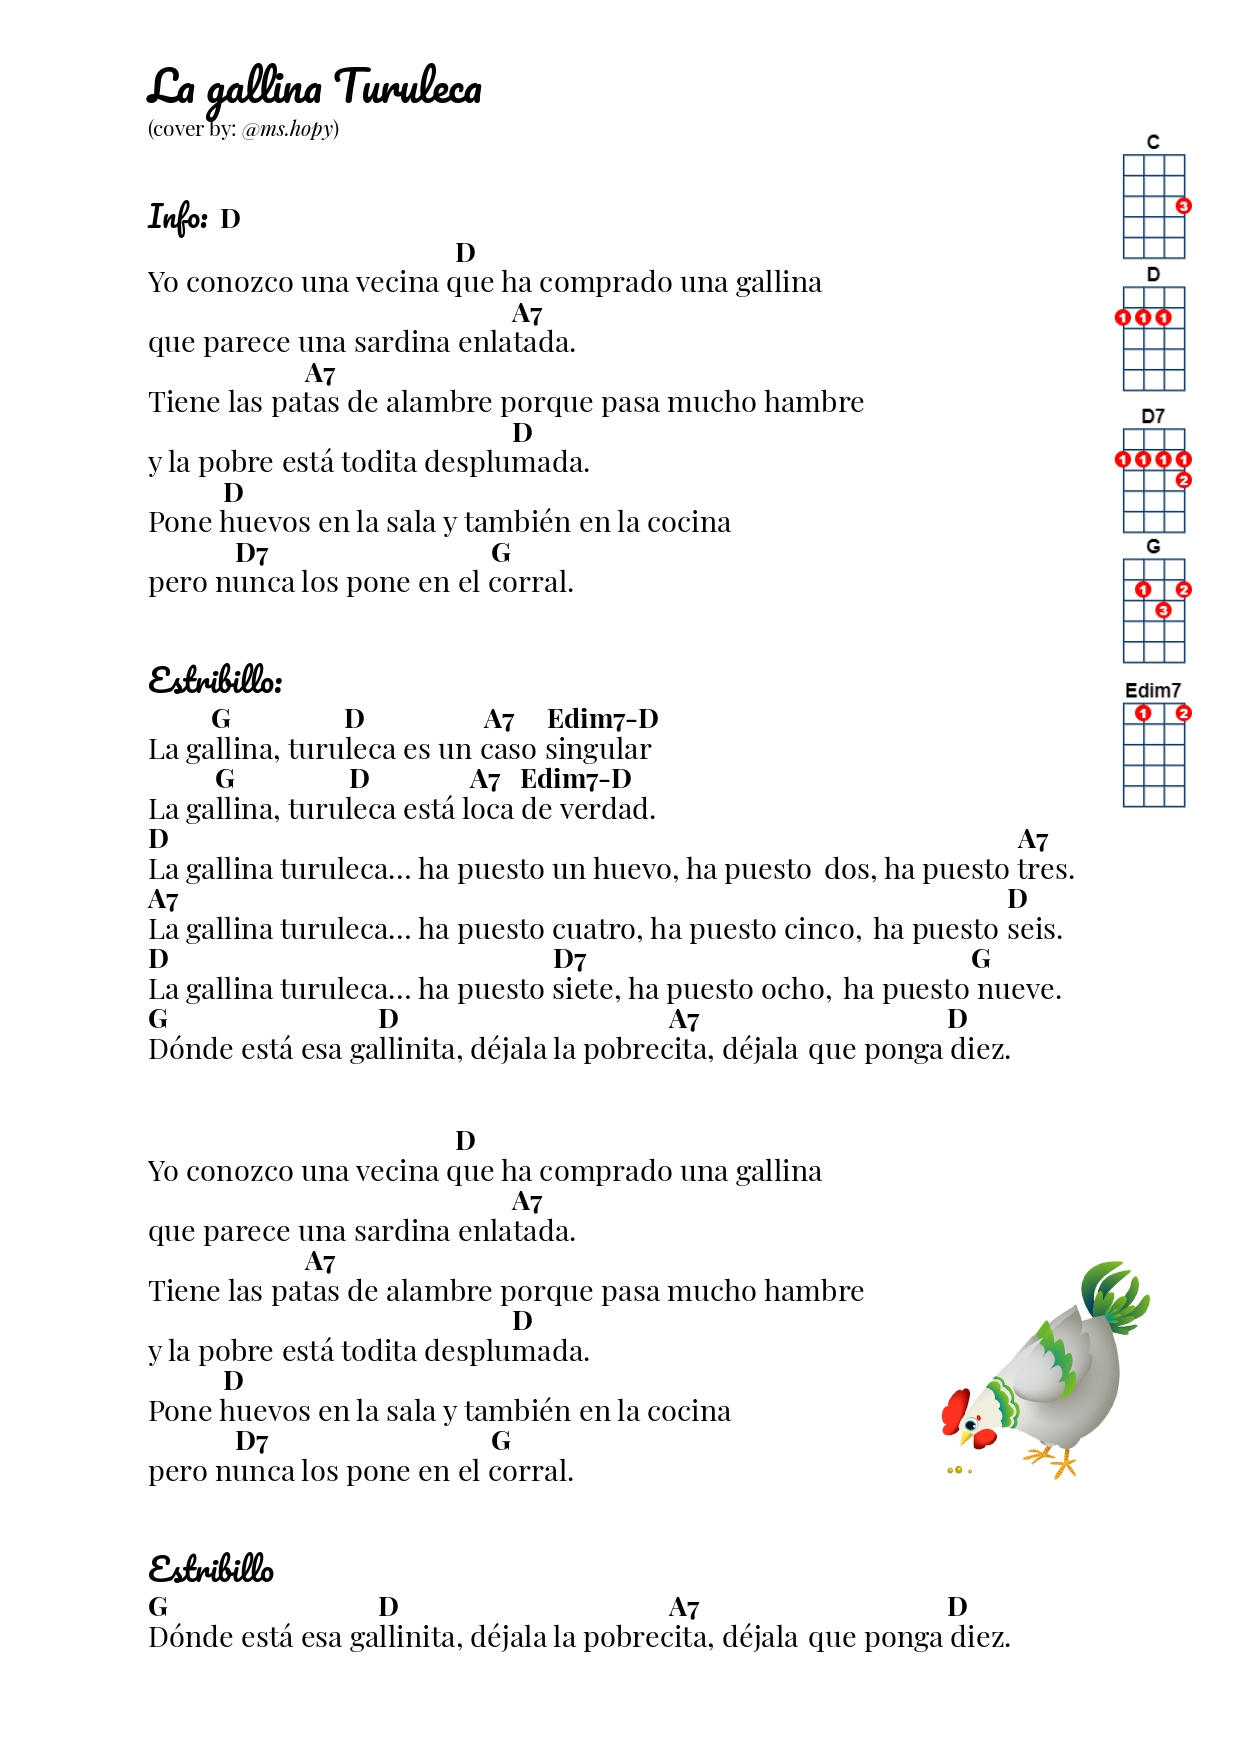 La gallina Turuleca
(cover by: @ms.hopy)
Info: D
D
Yo conozco una vecina que ha comprado una gallina
A7
que parece una sardina enlatada.
A7
Tiene las patas de alambre porque pasa mucho hambre
D
y la pobre está todita desplumada.
D
Pone huevos en la sala y también en la cocina
D7 G
pero nunca los pone en el corral.
Estribillo:
G D A7 Edim7-D
La gallina, turuleca es un caso singular
G D A7 Edim7-D
La gallina, turuleca está loca de verdad.
D A7
La gallina turuleca... ha puesto un huevo, ha puesto dos, ha puesto tres.
A7 D
La gallina turuleca... ha puesto cuatro, ha puesto cinco, ha puesto seis.
D D7 G
La gallina turuleca... ha puesto siete, ha puesto ocho, ha puesto nueve.
G D A7 D
Dónde está esa gallinita, déjala la pobrecita, déjala que ponga diez.
D
Yo conozco una vecina que ha comprado una gallina
A7
que parece una sardina enlatada.
A7
Tiene las patas de alambre porque pasa mucho hambre
D
y la pobre está todita desplumada.
D
Pone huevos en la sala y también en la cocina
D7 G
pero nunca los pone en el corral.
Estribillo
G D A7 D
Dónde está esa gallinita, déjala la pobrecita, déjala que ponga diez.
C
3
D
1 1 1
D7
1 1 1 1
2
G
1 2
3
Edim7
1 2